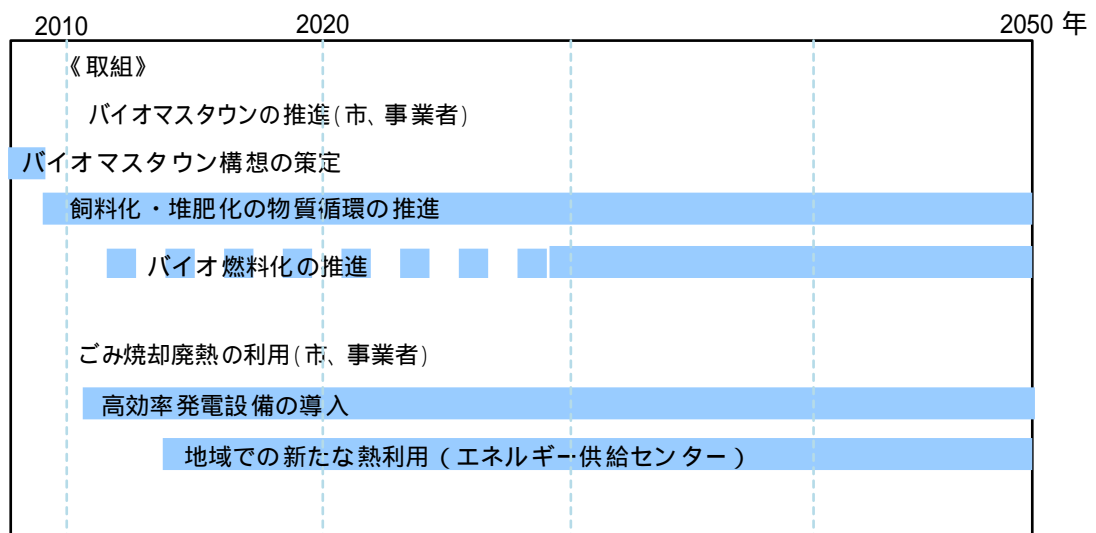 2010 2020 2050 年
《取組》
バイオマスタウンの推進(市、事業者)
バイオマスタウン構想の策定
飼料化・堆肥化の物質循環の推進
バイオ燃料化の推進
ごみ焼却廃熱の利用(市、事業者)
高効率発電設備の導入
地域での新たな熱利用(エネルギー供給センター)